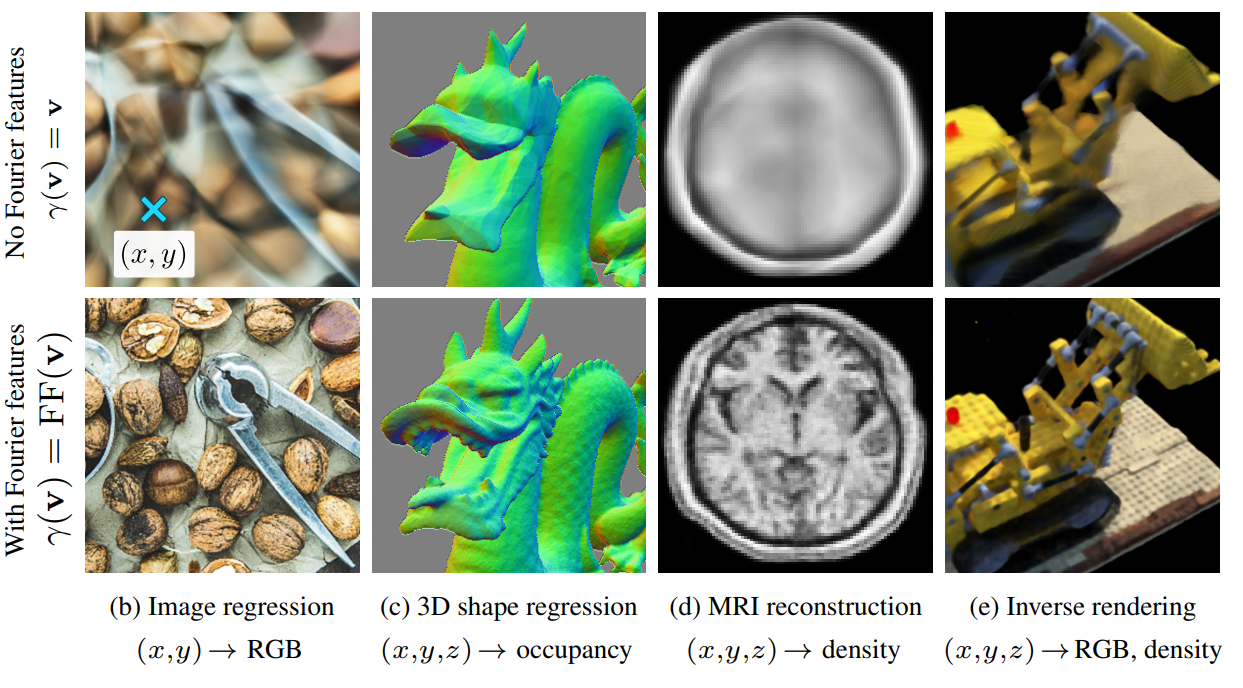 No Fourier features
γ(v) = v
(x, y)
With Fourier features
γ(v) = FF(v)
(b) Image regression
(x,y) → RGB
(c) 3D shape regression
(x,y,z) → occupancy
(d) MRI reconstruction
(x,y,z) → density
(e) Inverse rendering
(x,y,z) → RGB, density